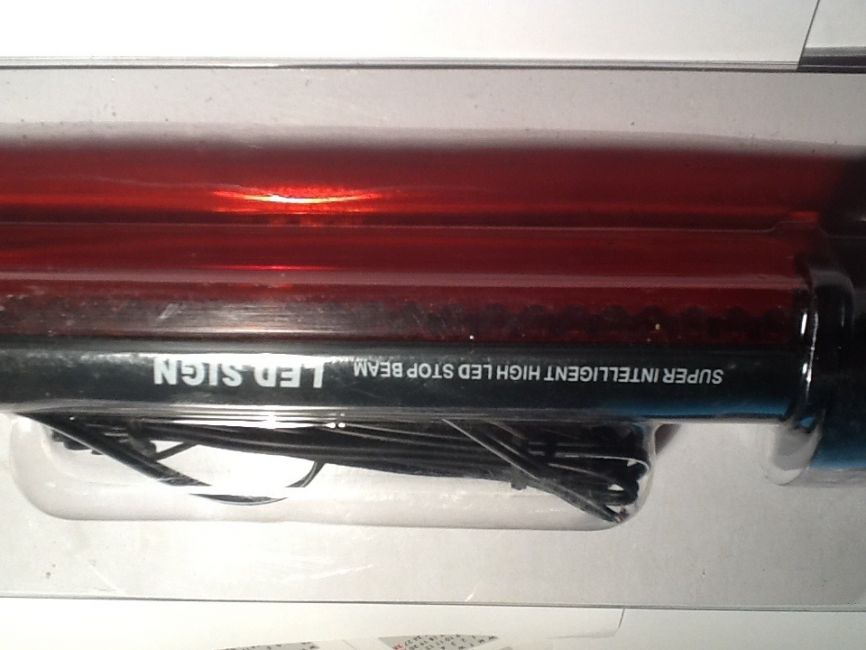 SUPER INTELLIGENT HIGH LED STOP BEAM LED SIGN